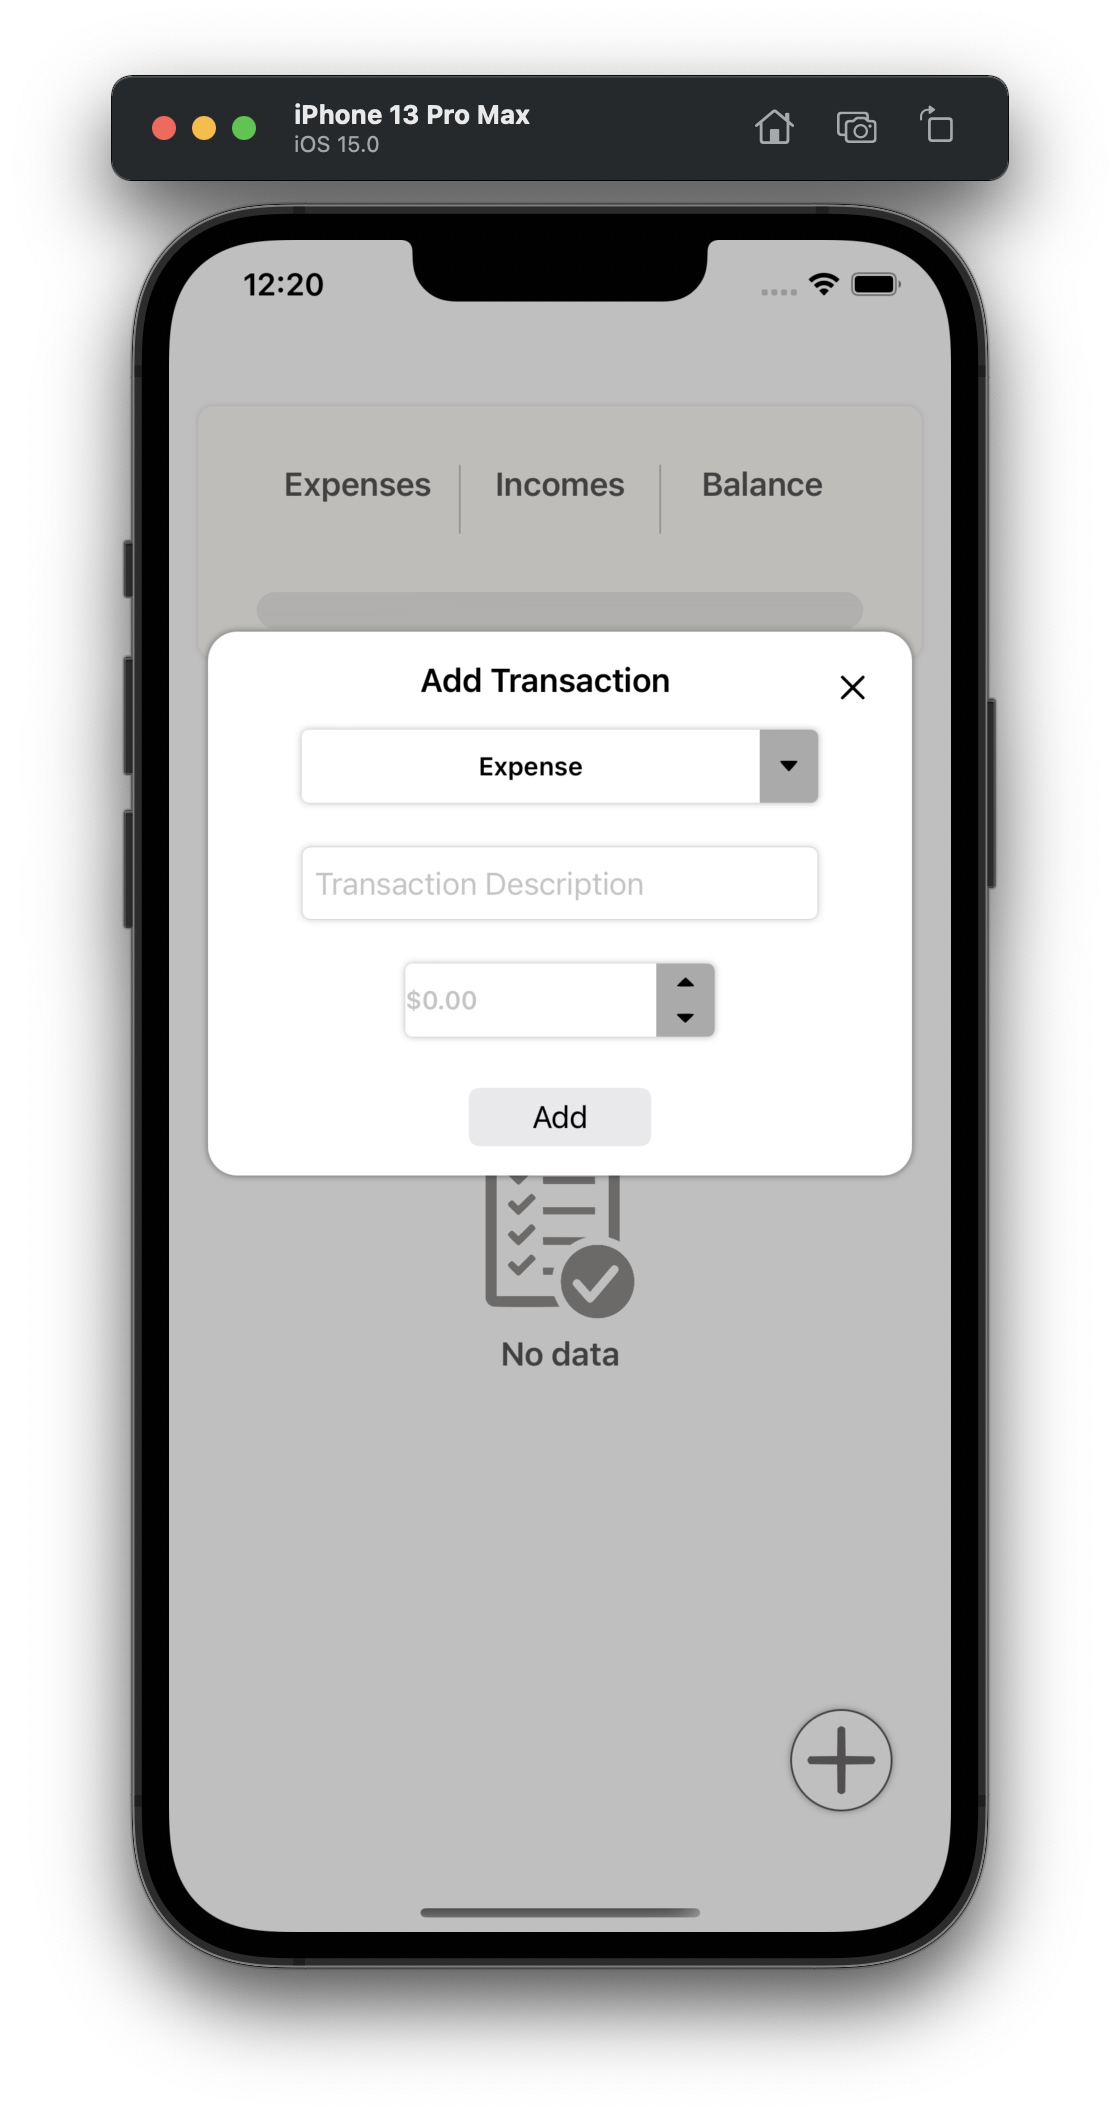 iPhone 13 Pro Max
iOS 15.0
12:20
Expenses
Incomes
Balance
Add Transaction
Expense
Transaction Description
$0.00
Add
No data